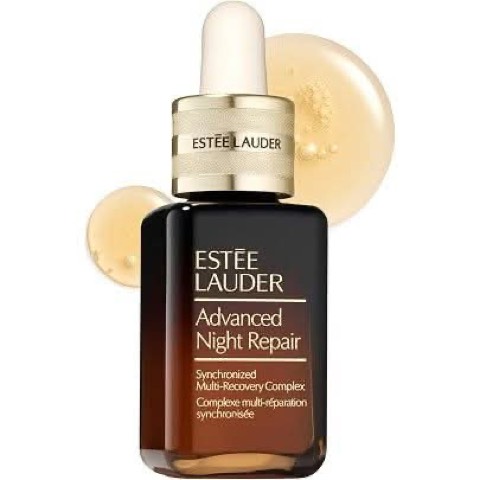 ESTĒE LAUDER
ESTĒE
LAUDER
Advanced
Night Repair
Synchronized
Multi-Recovery Complex
Complexe multi-réparation
synchronisée